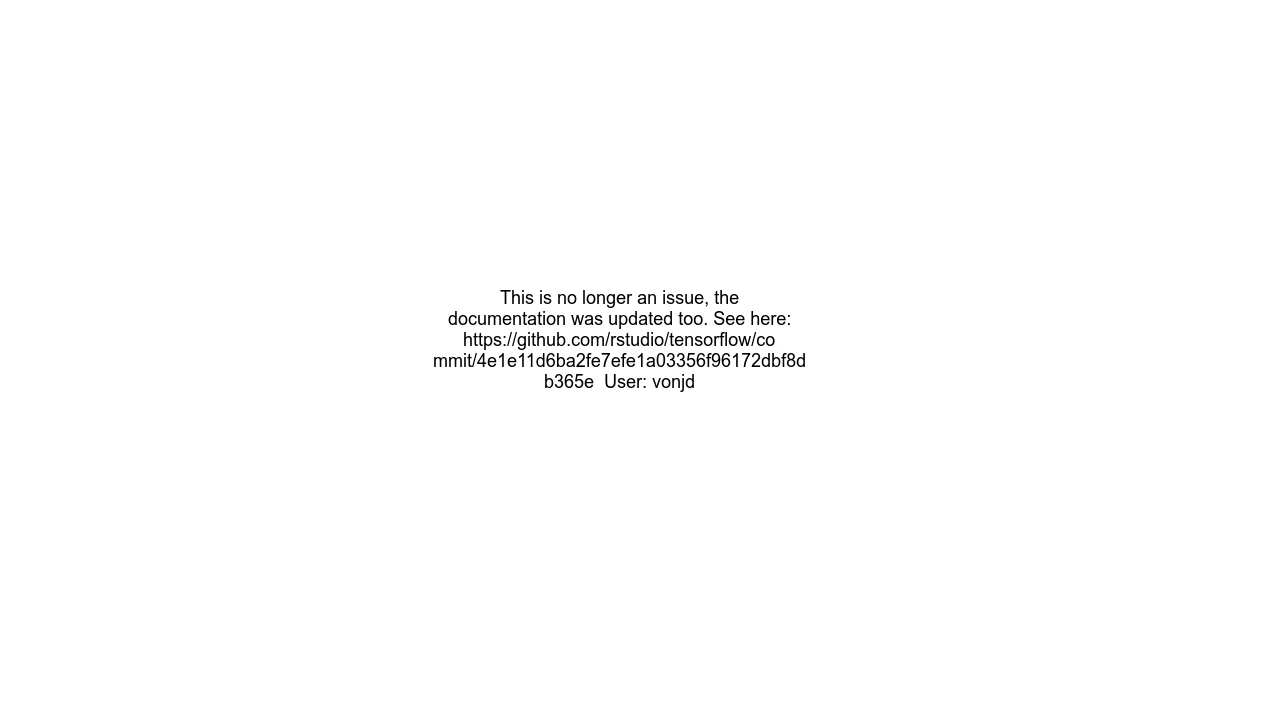 This is no longer an issue, the
documentation was updated too. See here:
https://github.com/rstudio/tensorflow/co
mmit/4e1e11d6ba2fe7efe1a03356f96172dbf8d
b365e  User: vonjd